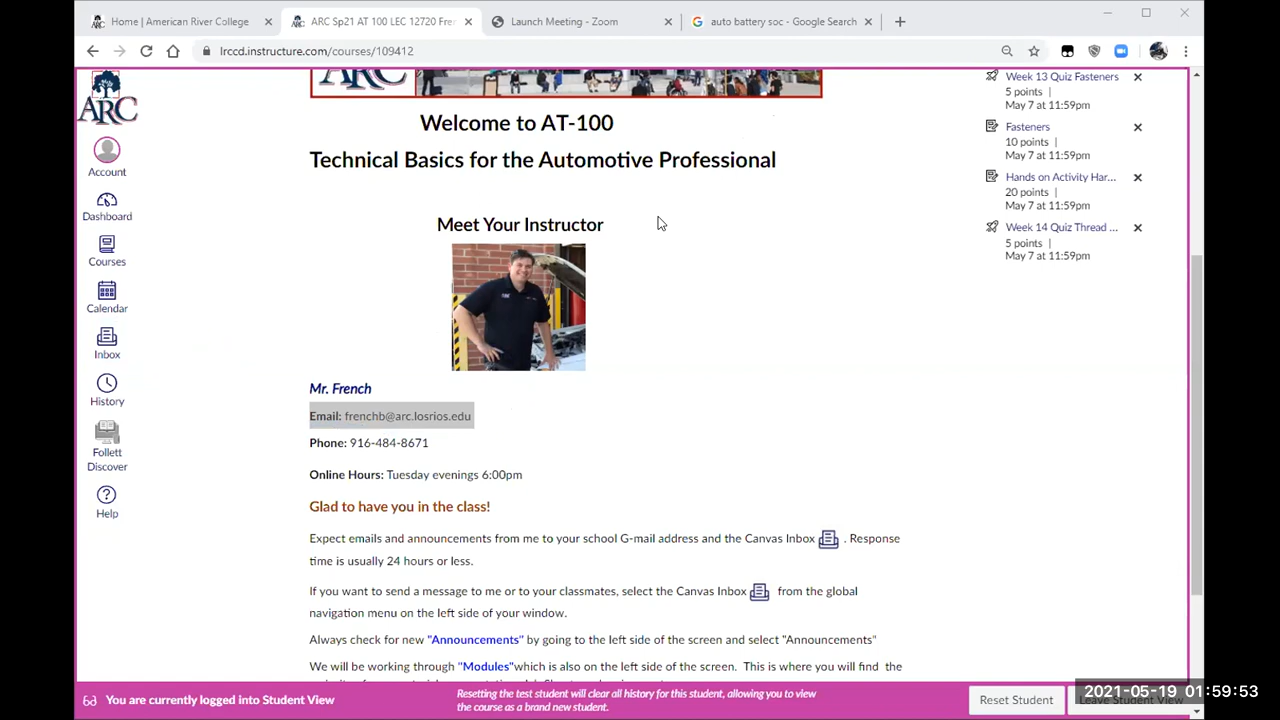 Home | American River College
ARC Sp21 AT 100 LEC 12720 Fren
Launch Meeting - Zoom
auto battery soc - Google Search
lrccd.instructure.com/courses/109412
ARC
Account
Dashboard
Courses
Calendar
Inbox
History
Follett
Discover
Help
ARC
Welcome to AT-100
Technical Basics for the Automotive Professional
Meet Your Instructor
Mr. French
Email: frenchb@arc.losrios.edu
Phone: 916-484-8671
Online Hours: Tuesday evenings 6:00pm
Glad to have you in the class!
Expect emails and announcements from me to your school G-mail address and the Canvas Inbox . Response
time is usually 24 hours or less.
If you want to send a message to me or to your classmates, select the Canvas Inbox from the global
navigation menu on the left side of your window.
Always check for new "Announcements" by going to the left side of the screen and select "Announcements"
We will be working through "Modules"which is also on the left side of the screen. This is where you will find the
Week 13 Quiz Fasteners
5 points |
May 7 at 11:59pm
Fasteners
10 points |
May 7 at 11:59pm
Hands on Activity Har...
20 points |
May 7 at 11:59pm
Week 14 Quiz Thread ...
5 points |
May 7 at 11:59pm
You are currently logged into Student View
Resetting the test student will clear all history for this student, allowing you to view
the course as a brand new student.
Reset Student
Leave Student View
2021-05-19 01:59:53